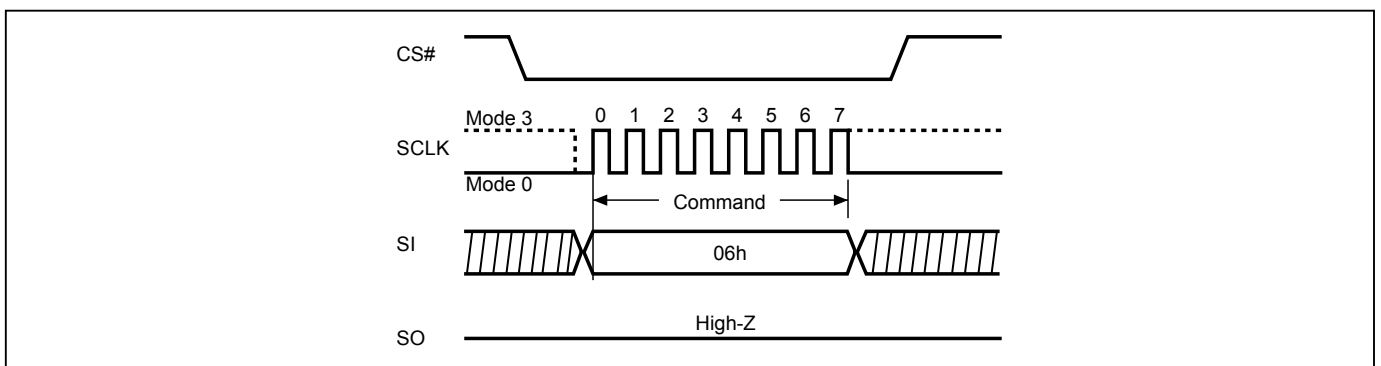 CS#
Mode 3
0 1 2 3 4 5 6 7
SCLK
Mode 0
Command
SI
06h
High-Z
SO